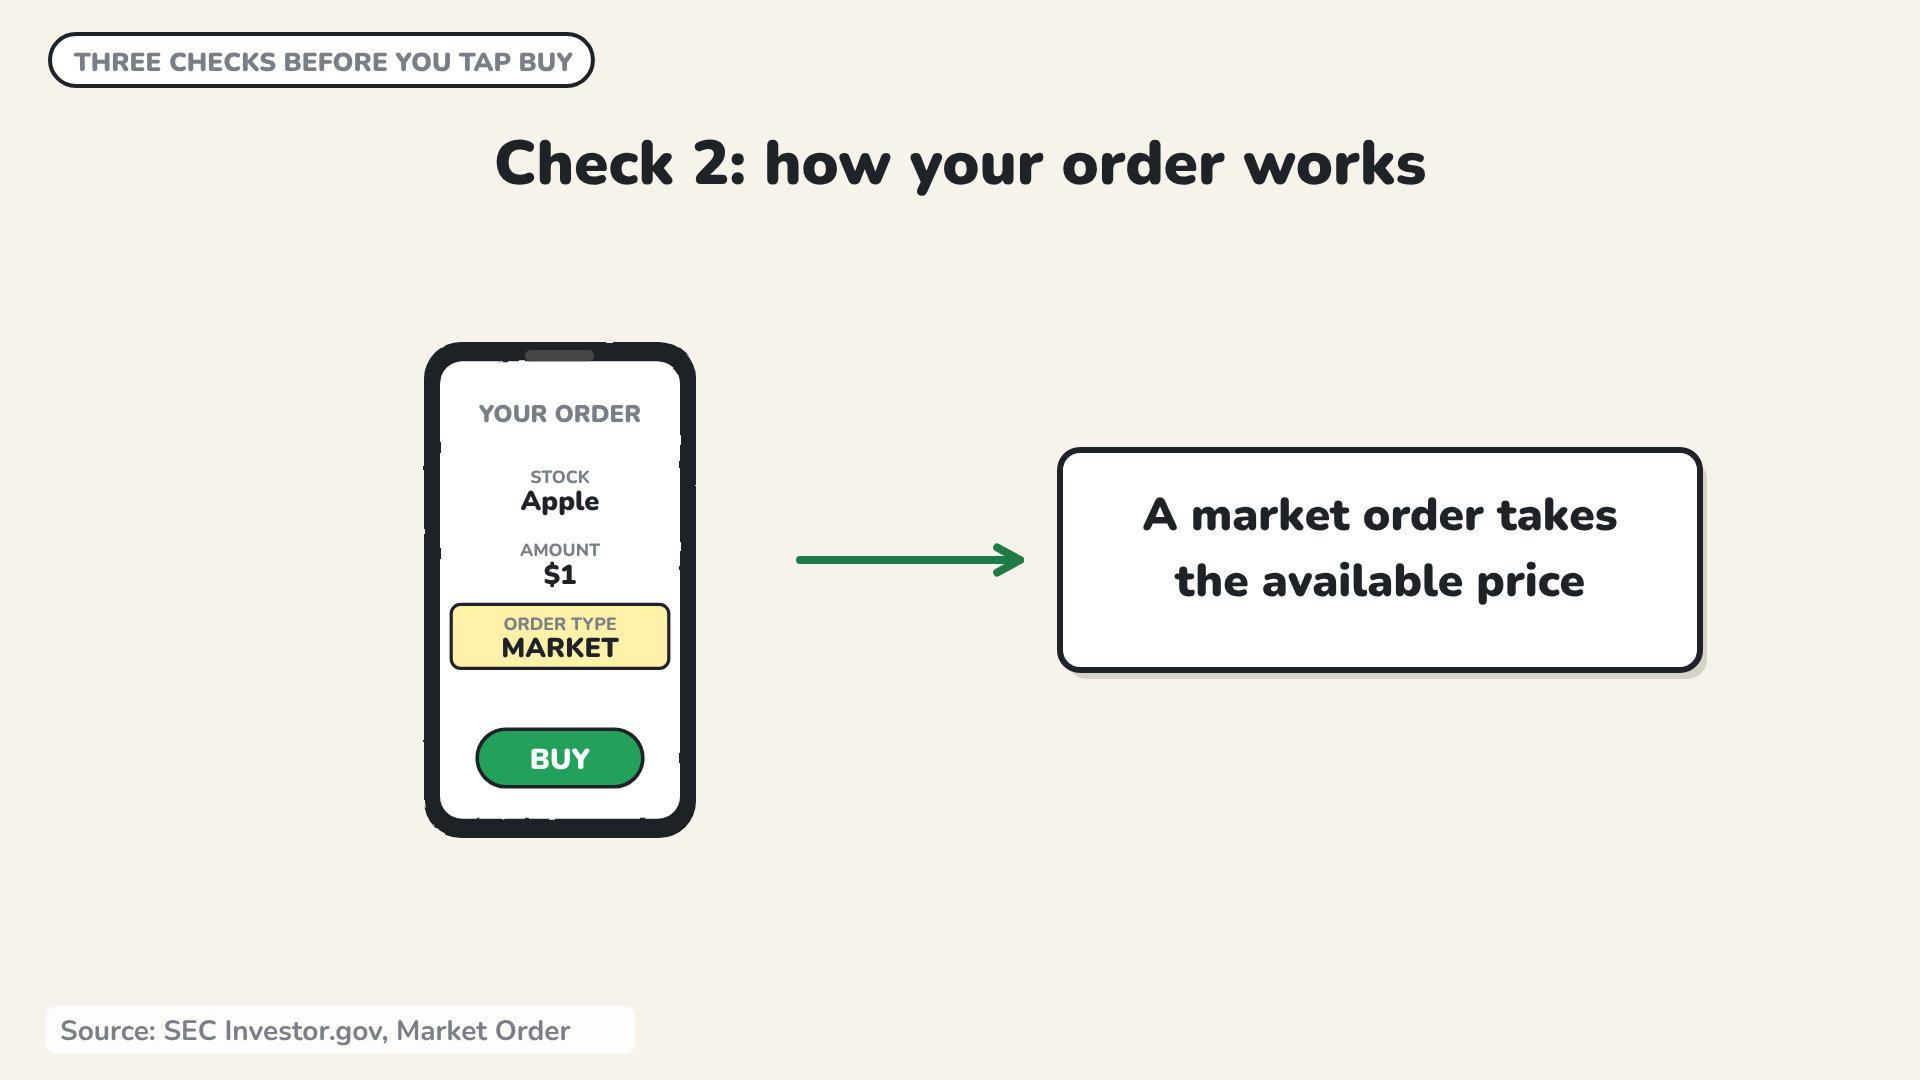 THREE CHECKS BEFORE YOU TAP BUY
Check 2: how your order works
YOUR ORDER
STOCK
Apple
AMOUNT
$1
ORDER TYPE
MARKET
BUY
A market order takes
the available price
Source: SEC Investor.gov, Market Order